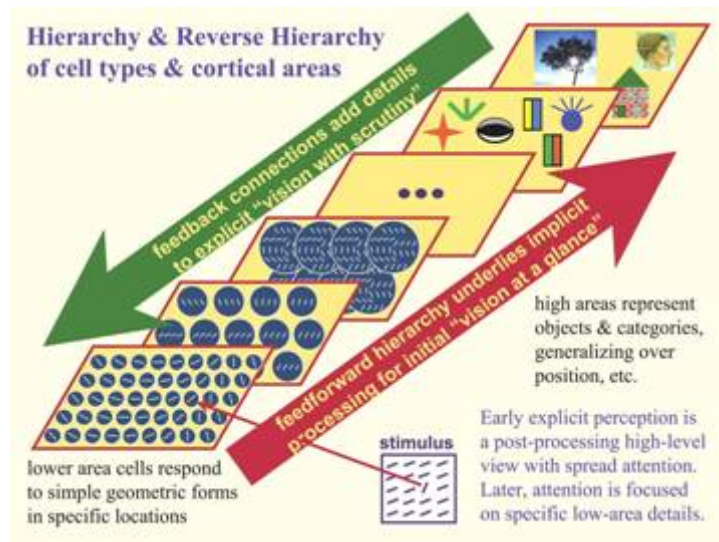 Hierarchy & Reverse Hierarchy
of cell types & cortical areas
feedback connections add details
to explicit "vision with scrutiny"
feedforward hierarchy underlies implicit
processing for initial "vision at a glance"
high areas represent
objects & categories,
generalizing over
position, etc.
stimulus
Early explicit perception is
a post-processing high-level
view with spread attention.
Later, attention is focused
on specific low-area details.
lower area cells respond
to simple geometric forms
in specific locations